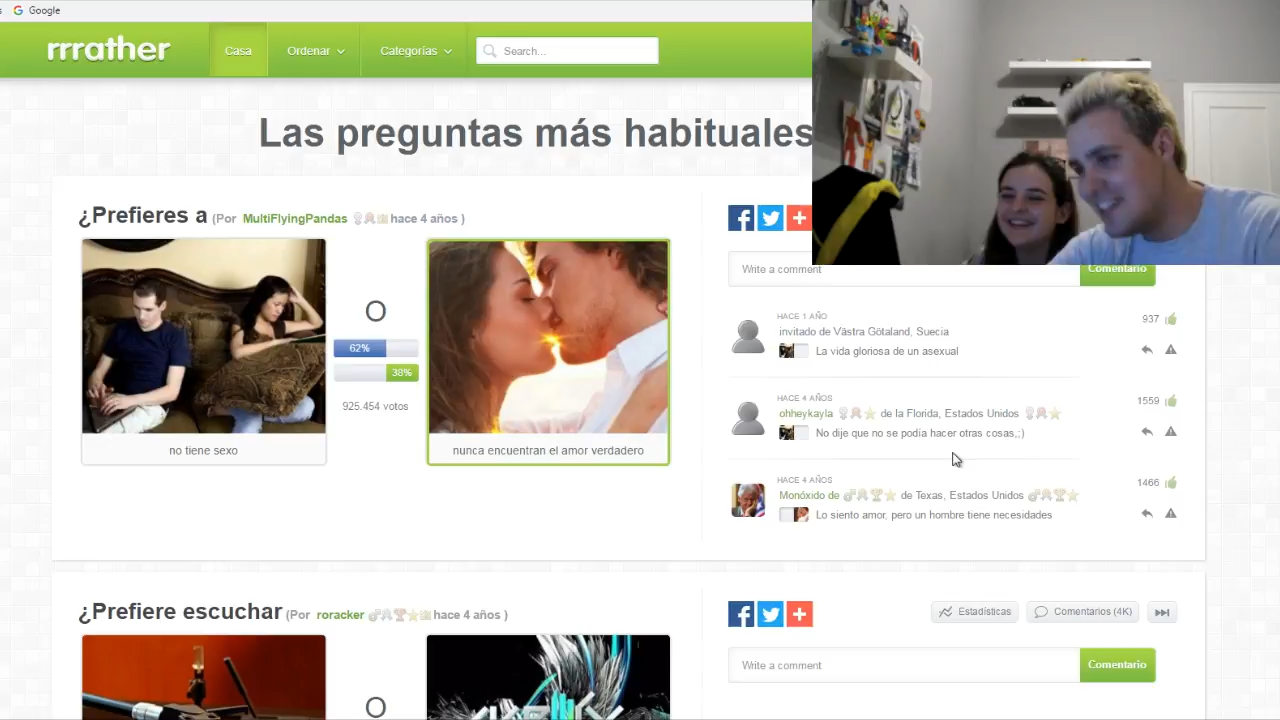 Google
rrrather
Casa
Ordenar
Categorías
Search...
Las preguntas más habituales
¿Prefieres a (Por MultiFlyingPandas hace 4 años )
O
62%
38%
925.454 votos
no tiene sexo
nunca encuentran el amor verdadero
Write a comment
Comentario
HACE 1 AÑO
937
invitado de Västra Götaland, Suecia
La vida gloriosa de un asexual
HACE 4 AÑOS
1559
ohheykayla de la Florida, Estados Unidos
No dije que no se podía hacer otras cosas,;)
HACE 4 AÑOS
1466
Monóxido de de Texas, Estados Unidos
Lo siento amor, pero un hombre tiene necesidades
¿Prefiere escuchar (Por roracker hace 4 años )
O
Estadísticas
Comentarios (4K)
Write a comment
Comentario